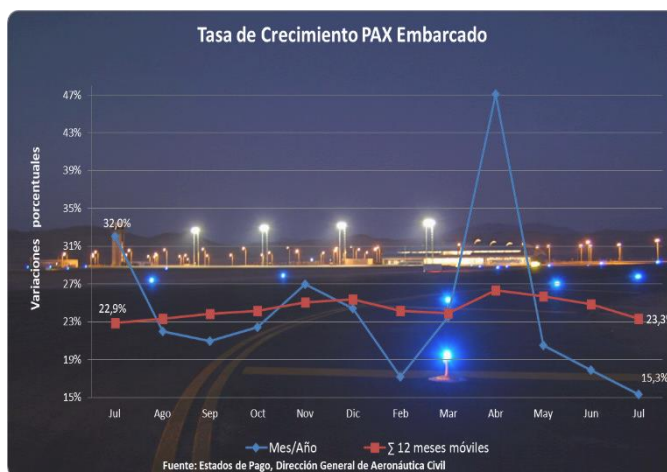 Tasa de Crecimiento PAX Embarcado
Variaciones porcentuales
47%
43%
39%
35%
31%
27%
23%
19%
15%
32,0%
22,9%
23,3%
15,3%
Jul Ago Sep Oct Nov Dic Feb Mar Abr May Jun Jul
Mes/Año ∑ 12 meses móviles
Fuente: Estados de Pago, Dirección General de Aeronáutica Civil